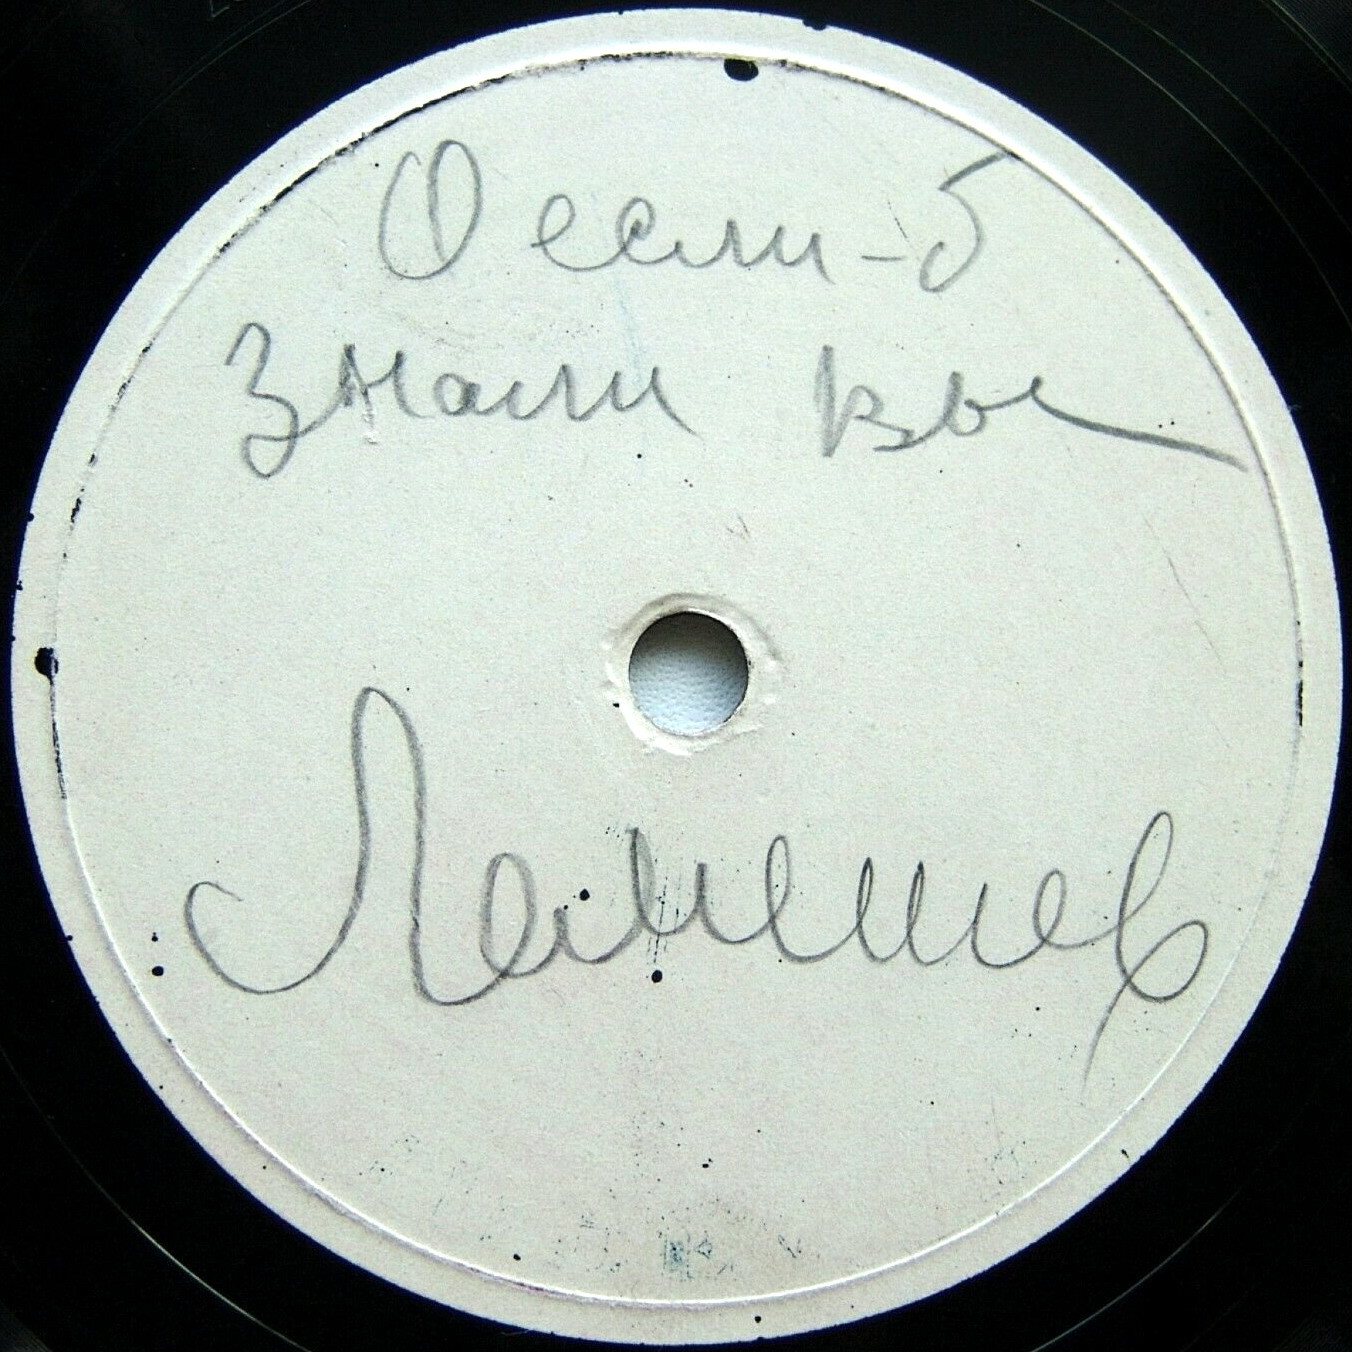 О если-б
знали вы
Лемешев